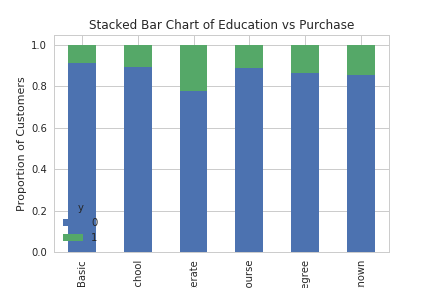 Stacked Bar Chart of Education vs Purchase
Proportion of Customers
1.0
0.8
0.6
0.4
0.2
0.0
y
0
1
Basic
chool
erate
ourse
egree
nown